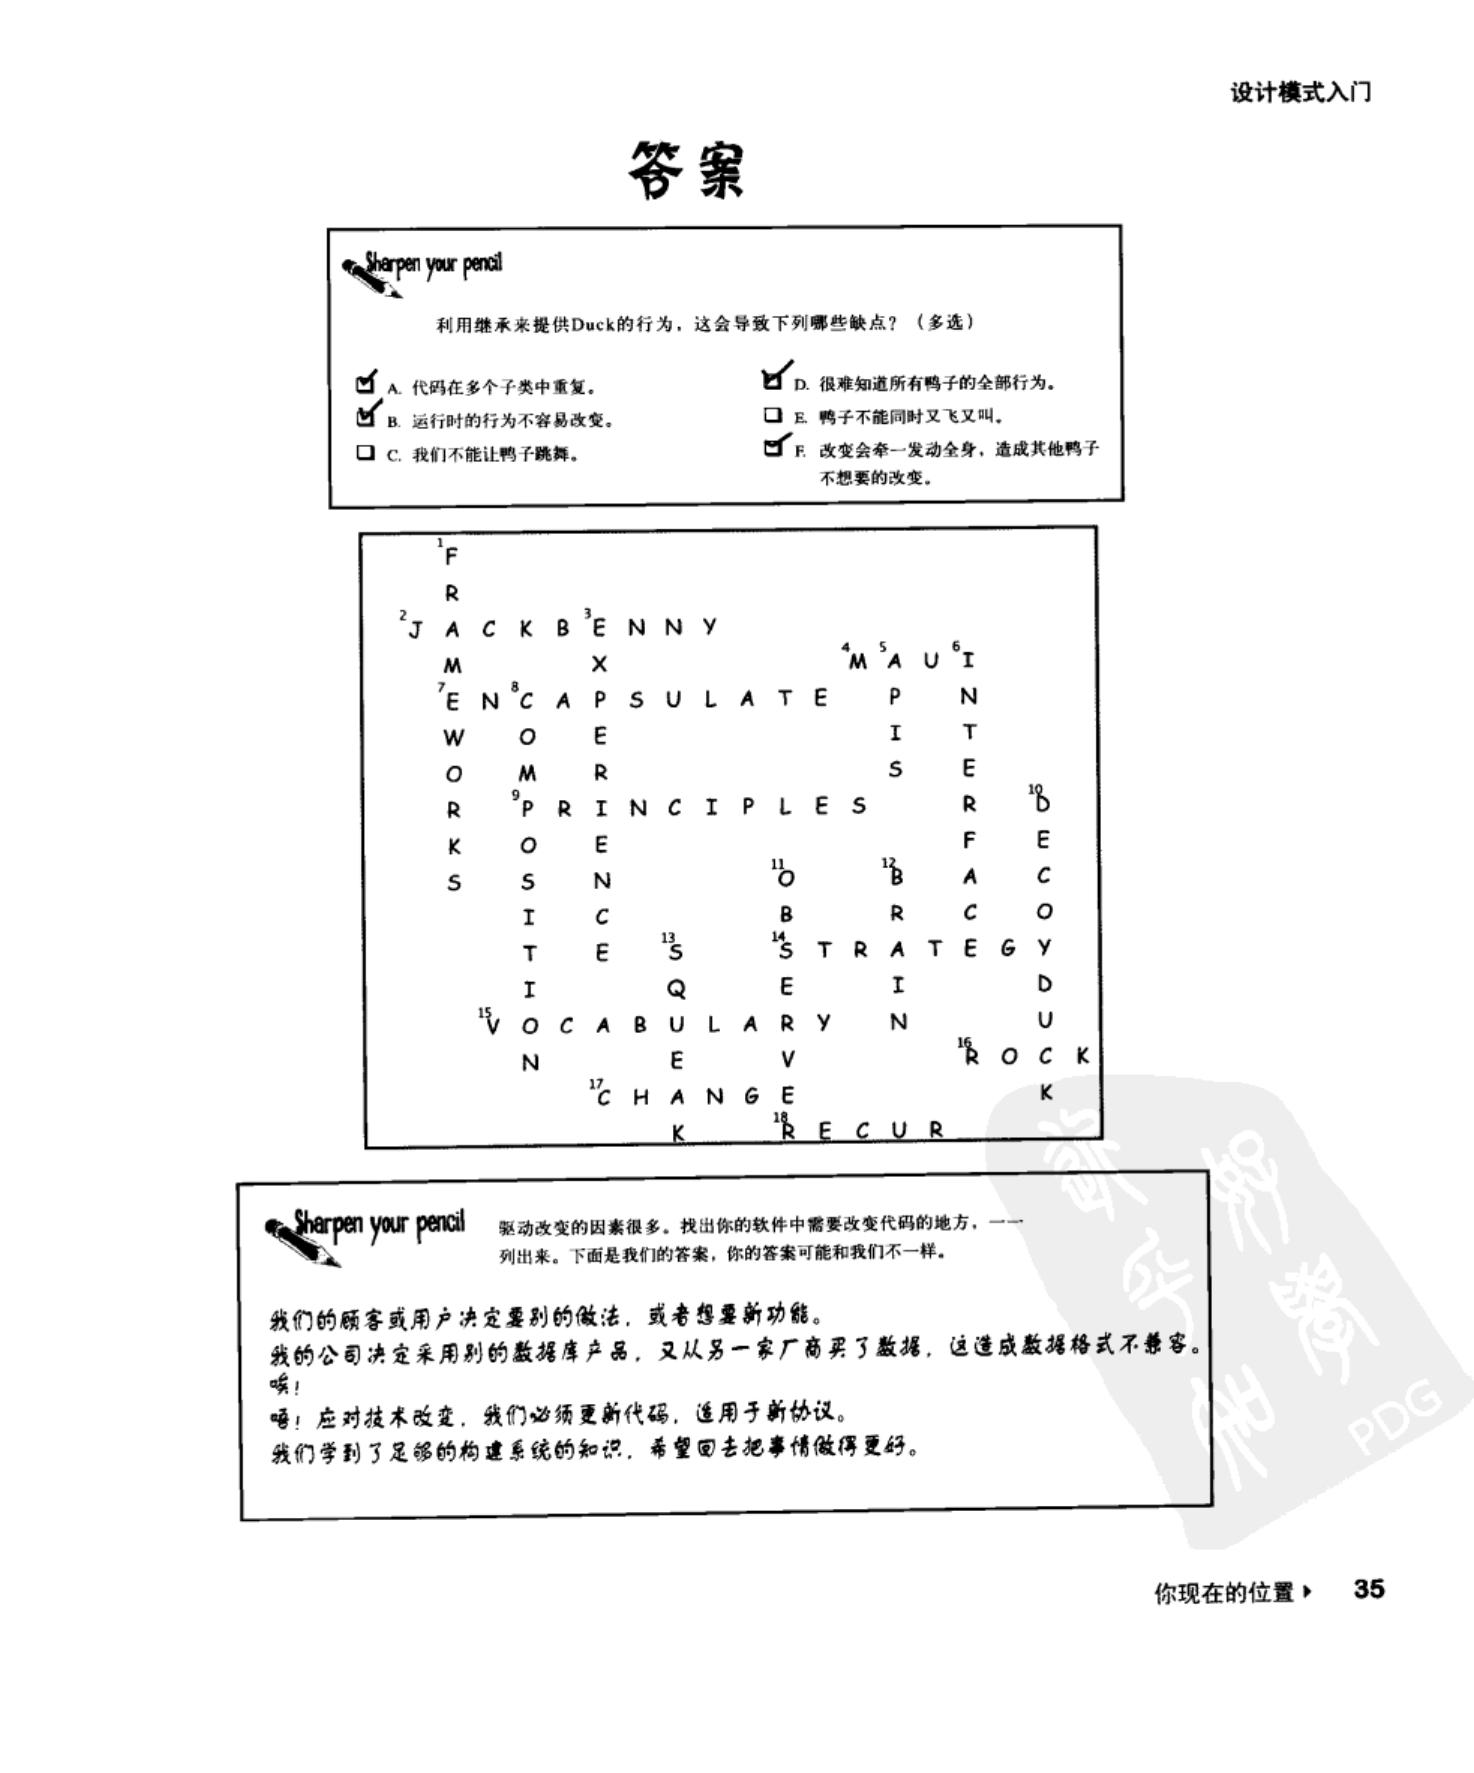 设计模式入门
答案
Sharpen your pencil
利用继承来提供Duck的行为，这会导致下列哪些缺点？（多选）
A. 代码在多个子类中重复。
B. 运行时的行为不容易改变。
C. 我们不能让鸭子跳舞。
D. 很难知道所有鸭子的全部行为。
E. 鸭子不能同时又飞又叫。
F. 改变会牵一发动全身，造成其他鸭子
不想要的改变。
1 F
R
2 J A C K B 3 E N N Y
M X 4 M 5 A U 6 I
7 E N 8 C A P S U L A T E P N
W O E I T
O M R S E
R 9 P R I N C I P L E S R 10 D
K O E F E
S S N 11 O 12 B A C
I C B R C O
T E 13 S 14 S T R A T E G Y
I Q E I D
15 V O C A B U L A R Y N U
N E V 16 R O C K
17 C H A N G E K
K 18 R E C U R
Sharpen your pencil
驱动改变的因素很多。找出你的软件中需要改变代码的地方，一一
列出来。下面是我们的答案，你的答案可能和我们不一样。
我们的顾客或用户决定要别的做法，或者想要新功能。
我的公司决定采用别的数据库产品，又从另一家厂商买了数据，这造成数据格式不兼容。
唉！
唔！应对技术改变，我们必须更新代码，适用于新协议。
我们学到了足够的构建系统的知识，希望回去把事情做得更好。
PDG
你现在的位置 35